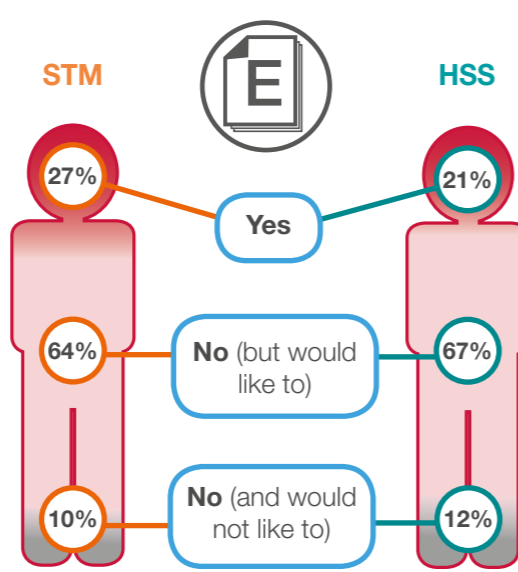 STM
E
HSS
27%
Yes
21%
64%
No (but would
like to)
67%
10%
No (and would
not like to)
12%